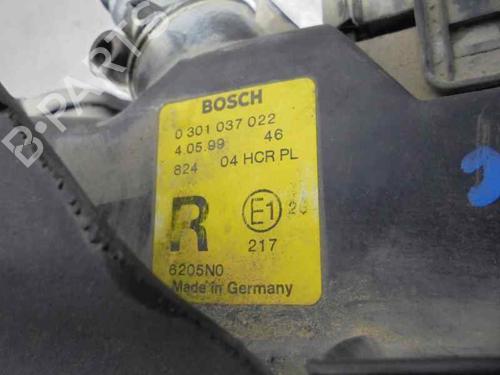 BOSCH
0 301 037 022
4.05.99 46
824 04 HCR PL
R E1
217
6205N0
Made in Germany